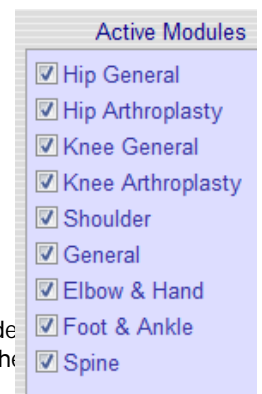 Active Modules
Hip General
Hip Arthroplasty
Knee General
Knee Arthroplasty
Shoulder
General
Elbow & Hand
Foot & Ankle
Spine